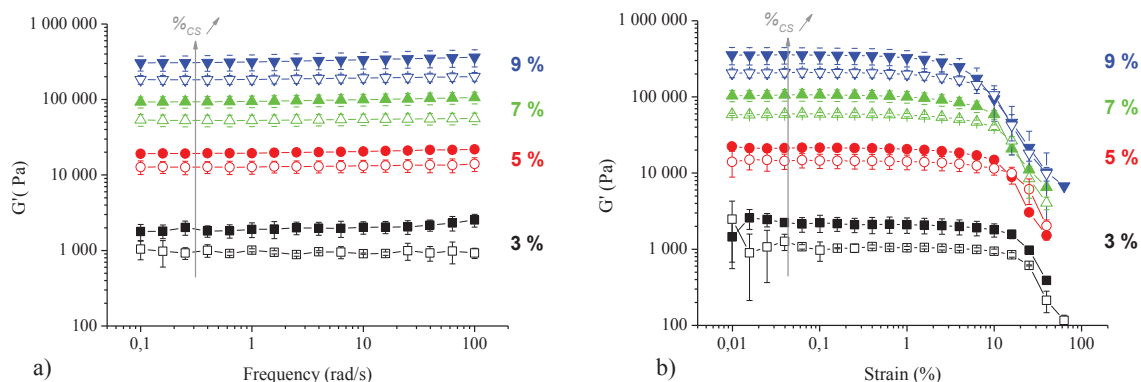 1 000 000
100 000
10 000
1 000
100
G'( Pa)
%CS
9 %
7 %
5 %
3 %
0,1 1 10 100
a) Frequency (rad/s)
1 000 000
100 000
10 000
1 000
100
G' (Pa)
%CS
9 %
7 %
5 %
3 %
0,01 0,1 1 10 100
b) Strain (%)